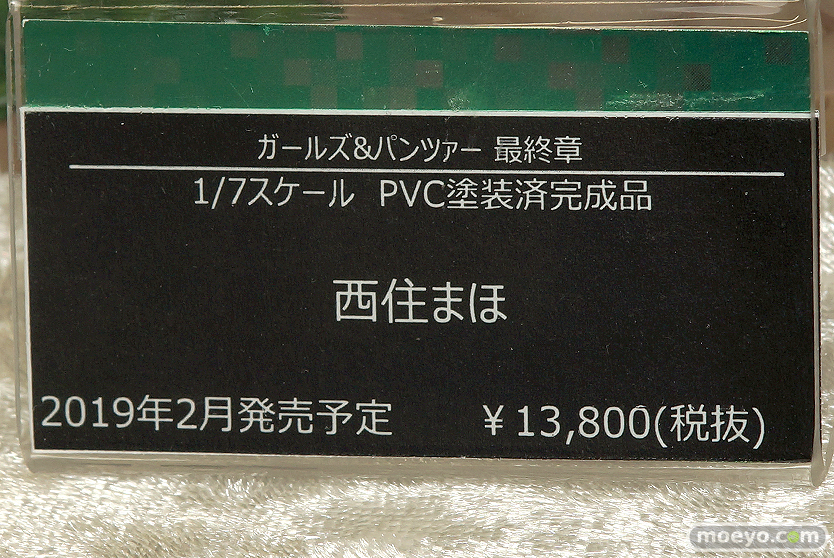 ガールズ&パンツァー 最終章
1/7スケール PVC塗装済完成品
西住まほ
2019年2月発売予定 ¥13,800(税抜)
moeyo.com